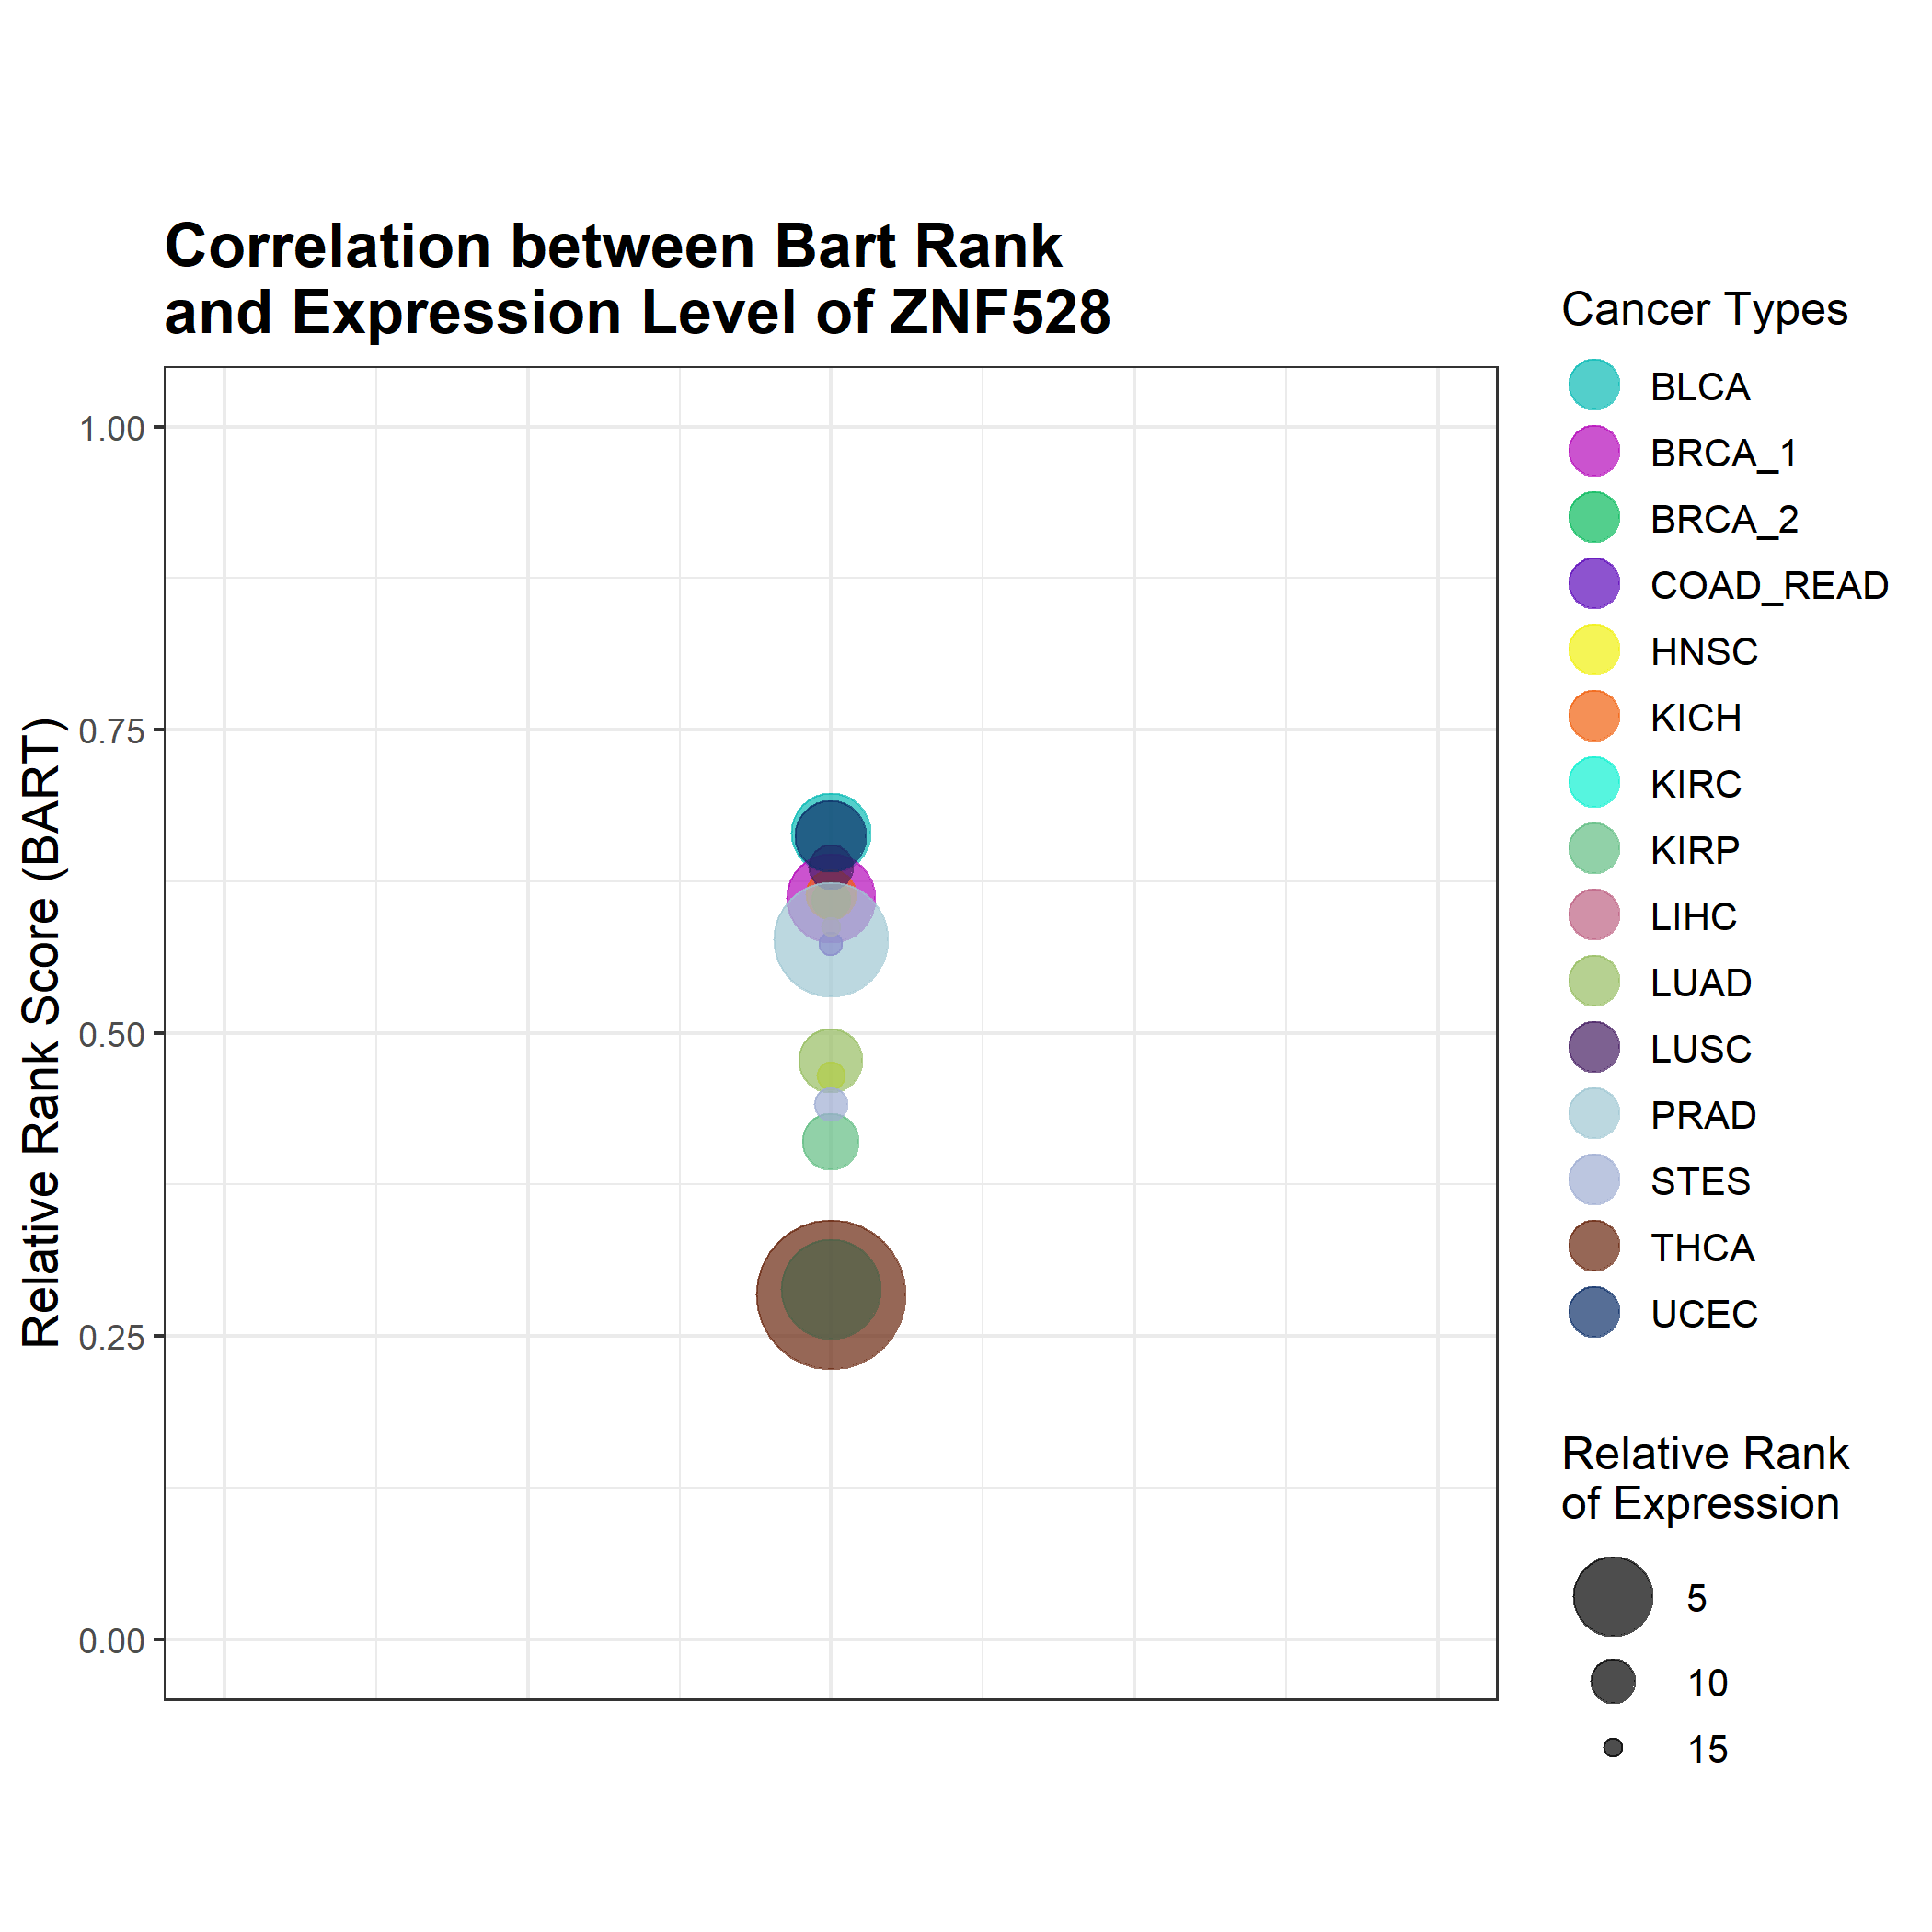 Correlation between Bart Rank
and Expression Level of ZNF528
Relative Rank Score (BART)
1.00
0.75
0.50
0.25
0.00
Cancer Types
BLCA
BRCA_1
BRCA_2
COAD_READ
HNSC
KICH
KIRC
KIRP
LIHC
LUAD
LUSC
PRAD
STES
THCA
UCEC
Relative Rank
of Expression
5
10
15